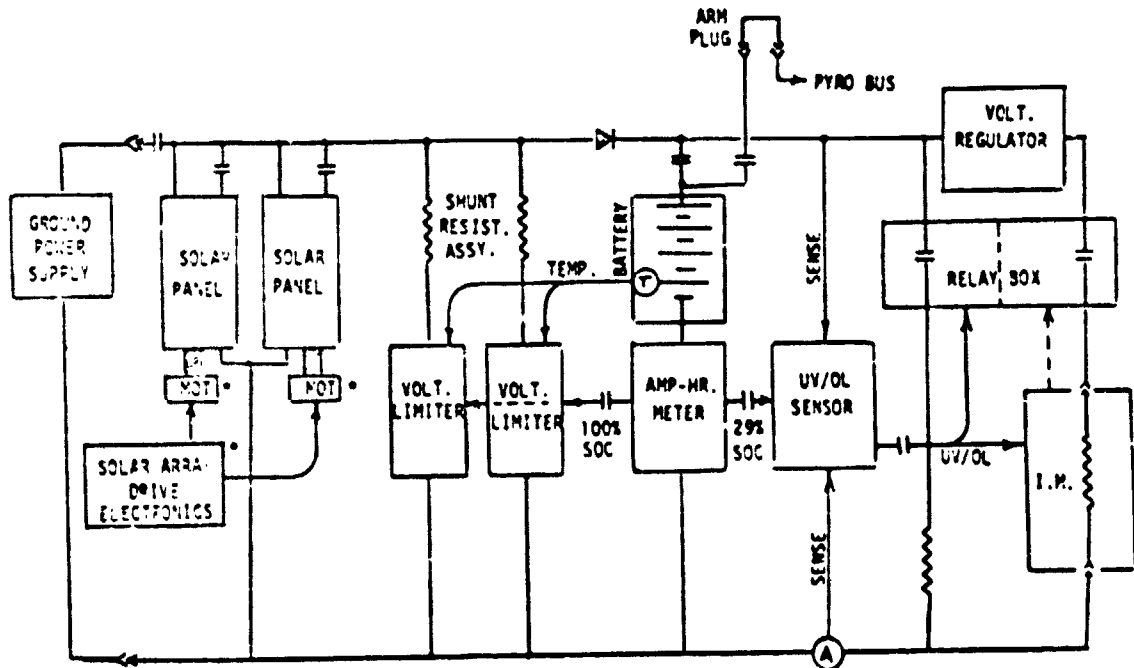 ARM
PLUG
PYRO BUS
VOLT.
REGULATOR
GROUND
POWER
SUPPLY
SOLAR
PANEL
SOLAR
PANEL
SHUNT
RESIST.
ASSY.
TEMP.
BATTERY
T
SENSE
RELAY BOX
MOT *
MOT *
VOLT.
LIMITER
VOLT.
LIMITER
100%
SOC
AMP-HR.
METER
29%
SOC
UV/OL
SENSOR
UV/OL
I.M.
SOLAR ARRA
DRIVE
ELECTRONICS
SENSE
A